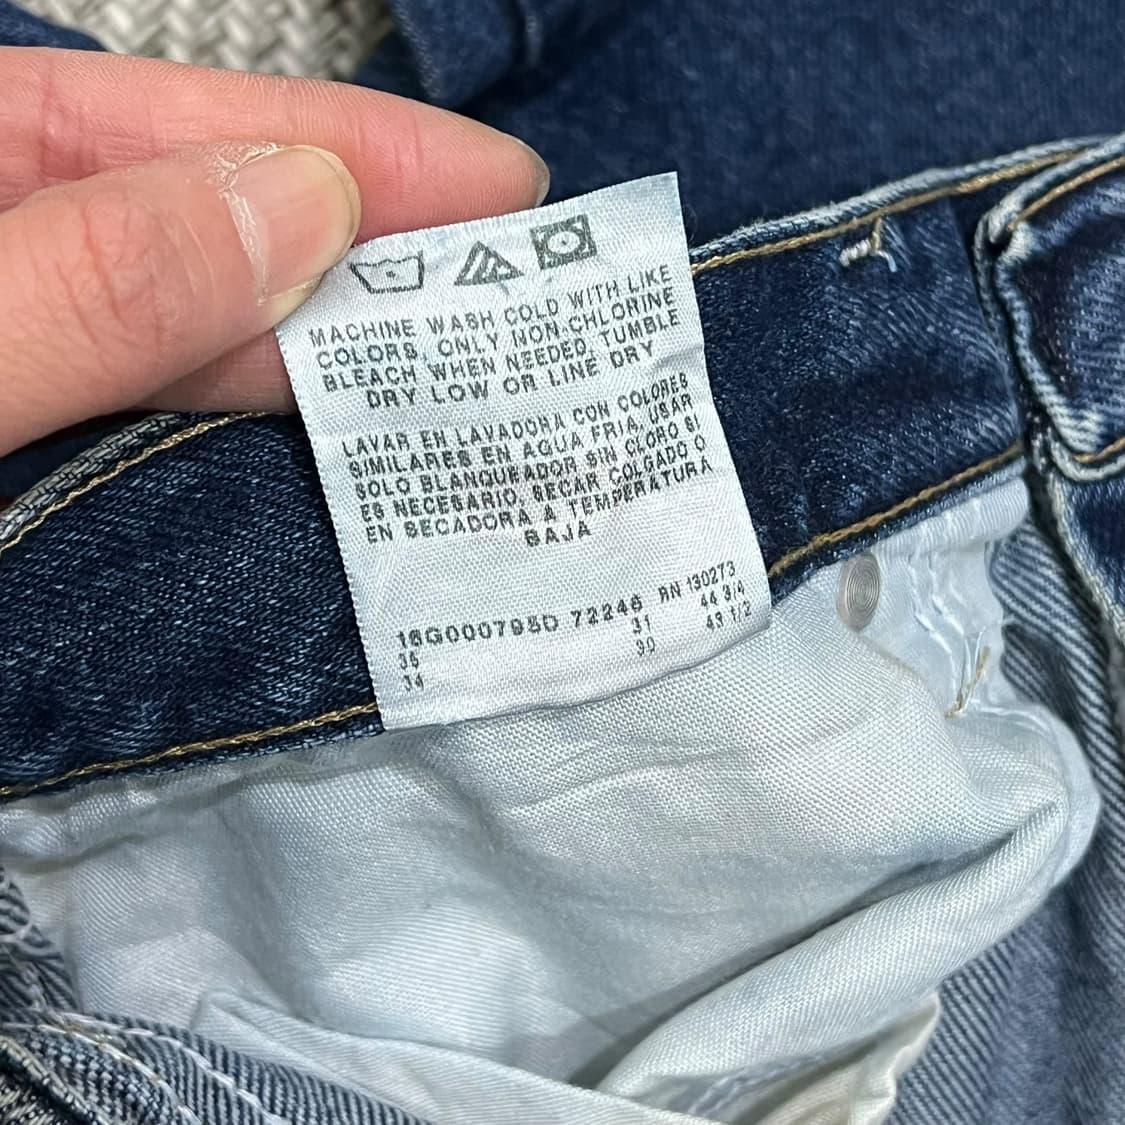 MACHINE WASH COLD WITH LIKE
COLORS, ONLY NON-CHLORINE
BLEACH WHEN NEEDED, TUMBLE
DRY LOW OR LINE DRY
LAVAR EN LAVADORA CON COLORES
SIMILARES EN AGUA FRIA, USAR
SOLO BLANQUEADOR SIN CLORO SI
ES NECESARIO, SECAR COLGADO O
EN SECADORA A TEMPERATURA
BAJA
16G000795D 72246 RN 130273
36 31 44 3/4
34 90 43 1/2